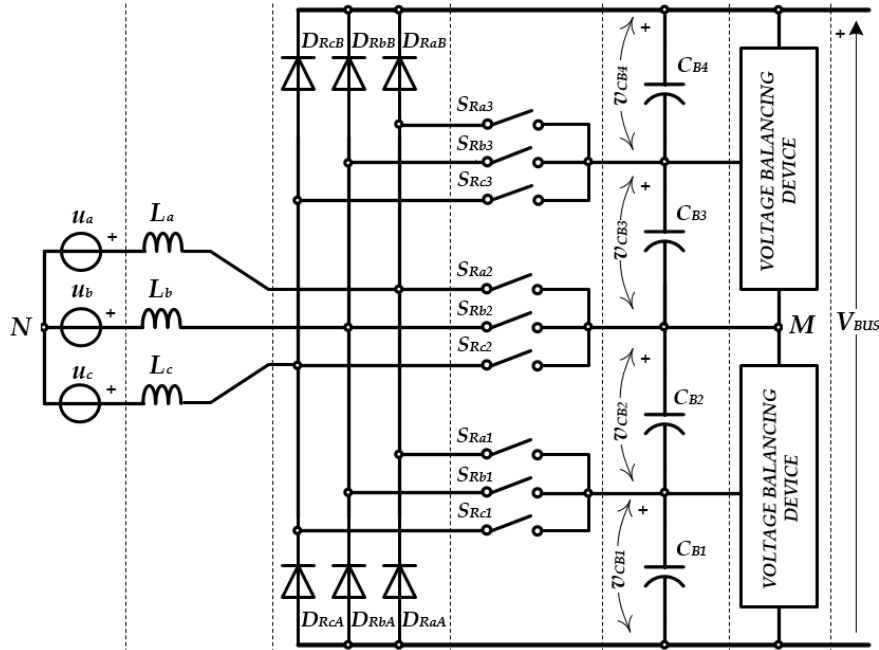 DRcB DRbB DRaB
+
CB4
vCB4
+
VOLTAGE BALANCING
DEVICE
SRa3
SRb3
SRc3
+
CB3
vCB3
ua
+
La
SRa2
ub
+
Lb
SRb2
N
M
VBUS
SRc2
uc
+
Lc
+
CB2
vCB2
VOLTAGE BALANCING
DEVICE
SRa1
SRb1
SRc1
+
CB1
vCB1
DRcA DRbA DRaA